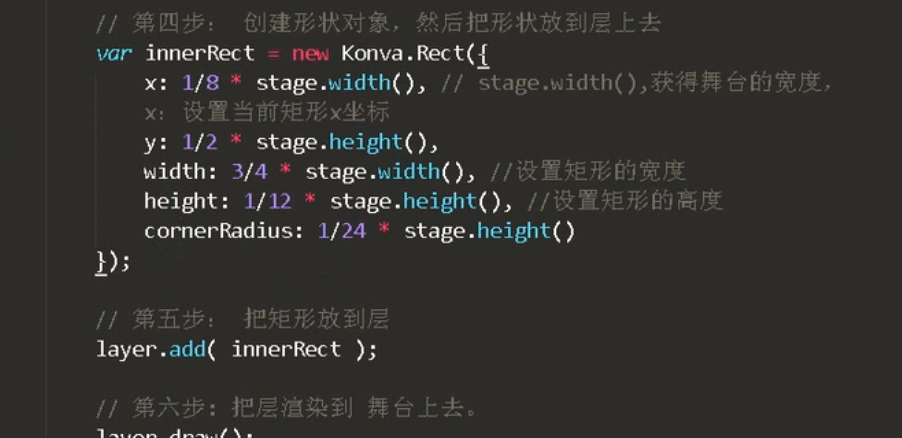 // 第四步： 创建形状对象，然后把形状放到层上去
var innerRect = new Konva.Rect({
x: 1/8 * stage.width(), // stage.width(),获得舞台的宽度，
x：设置当前矩形x坐标
y: 1/2 * stage.height(),
width: 3/4 * stage.width(), //设置矩形的宽度
height: 1/12 * stage.height(), //设置矩形的高度
cornerRadius: 1/24 * stage.height()
});
// 第五步： 把矩形放到层
layer.add( innerRect );
// 第六步：把层渲染到 舞台上去。
layer.draw();